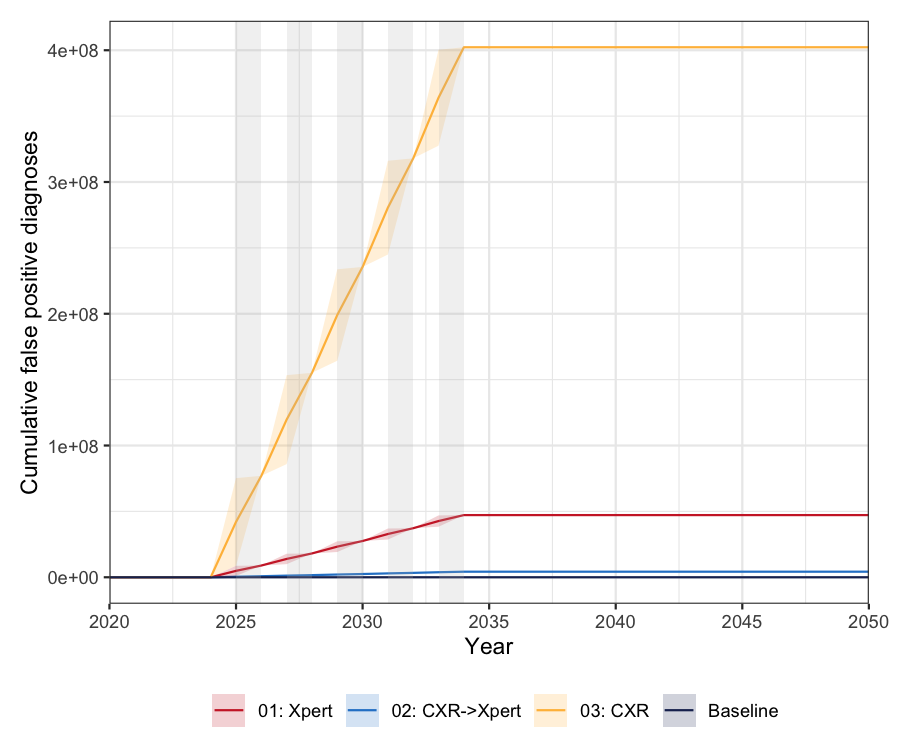 Cumulative false positive diagnoses
4e+08
3e+08
2e+08
1e+08
0e+00
2020 2025 2030 2035 2040 2045 2050
Year
01: Xpert 02: CXR->Xpert 03: CXR Baseline